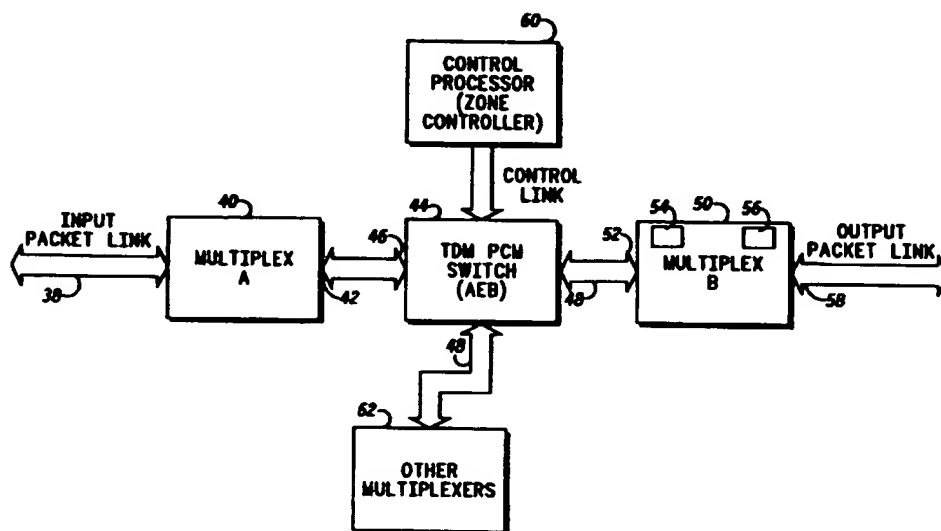 60
CONTROL
PROCESSOR
(ZONE
CONTROLLER)
CONTROL
LINK
INPUT
PACKET LINK
38
40
MULTIPLEX
A
42
46
44
TDM PCM
SWITCH
(AEB)
52
48
54
50
56
MULTIPLEX
B
OUTPUT
PACKET LINK
58
48
62
OTHER
MULTIPLEXERS